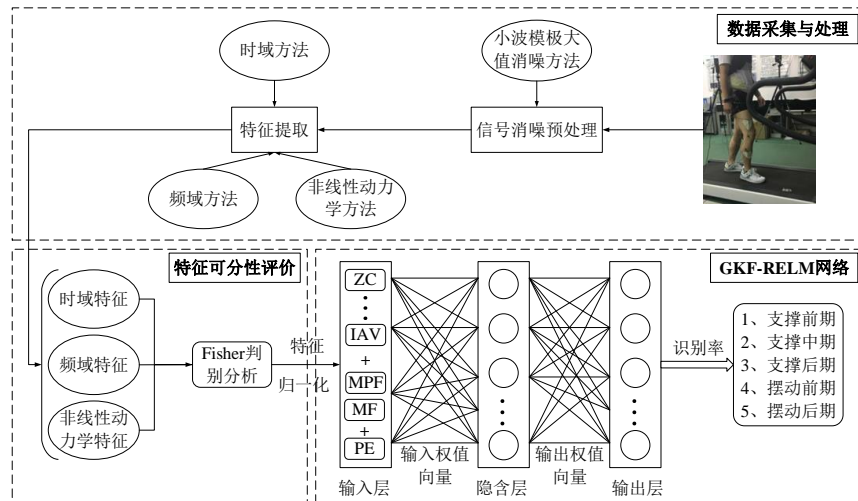 数据采集与处理
时域方法
小波模极大
值消噪方法
特征提取
信号消噪预处理
频域方法
非线性动力
学方法
特征可分性评价
时域特征
频域特征
非线性动
力学特征
Fisher判
别分析
特征
归一化
GKF-RELM网络
ZC
IAV
+
MPF
MF
+
PE
输入权值
向量
输出权值
向量
输入层
隐含层
输出层
识别率
1、支撑前期
2、支撑中期
3、支撑后期
4、摆动前期
5、摆动后期